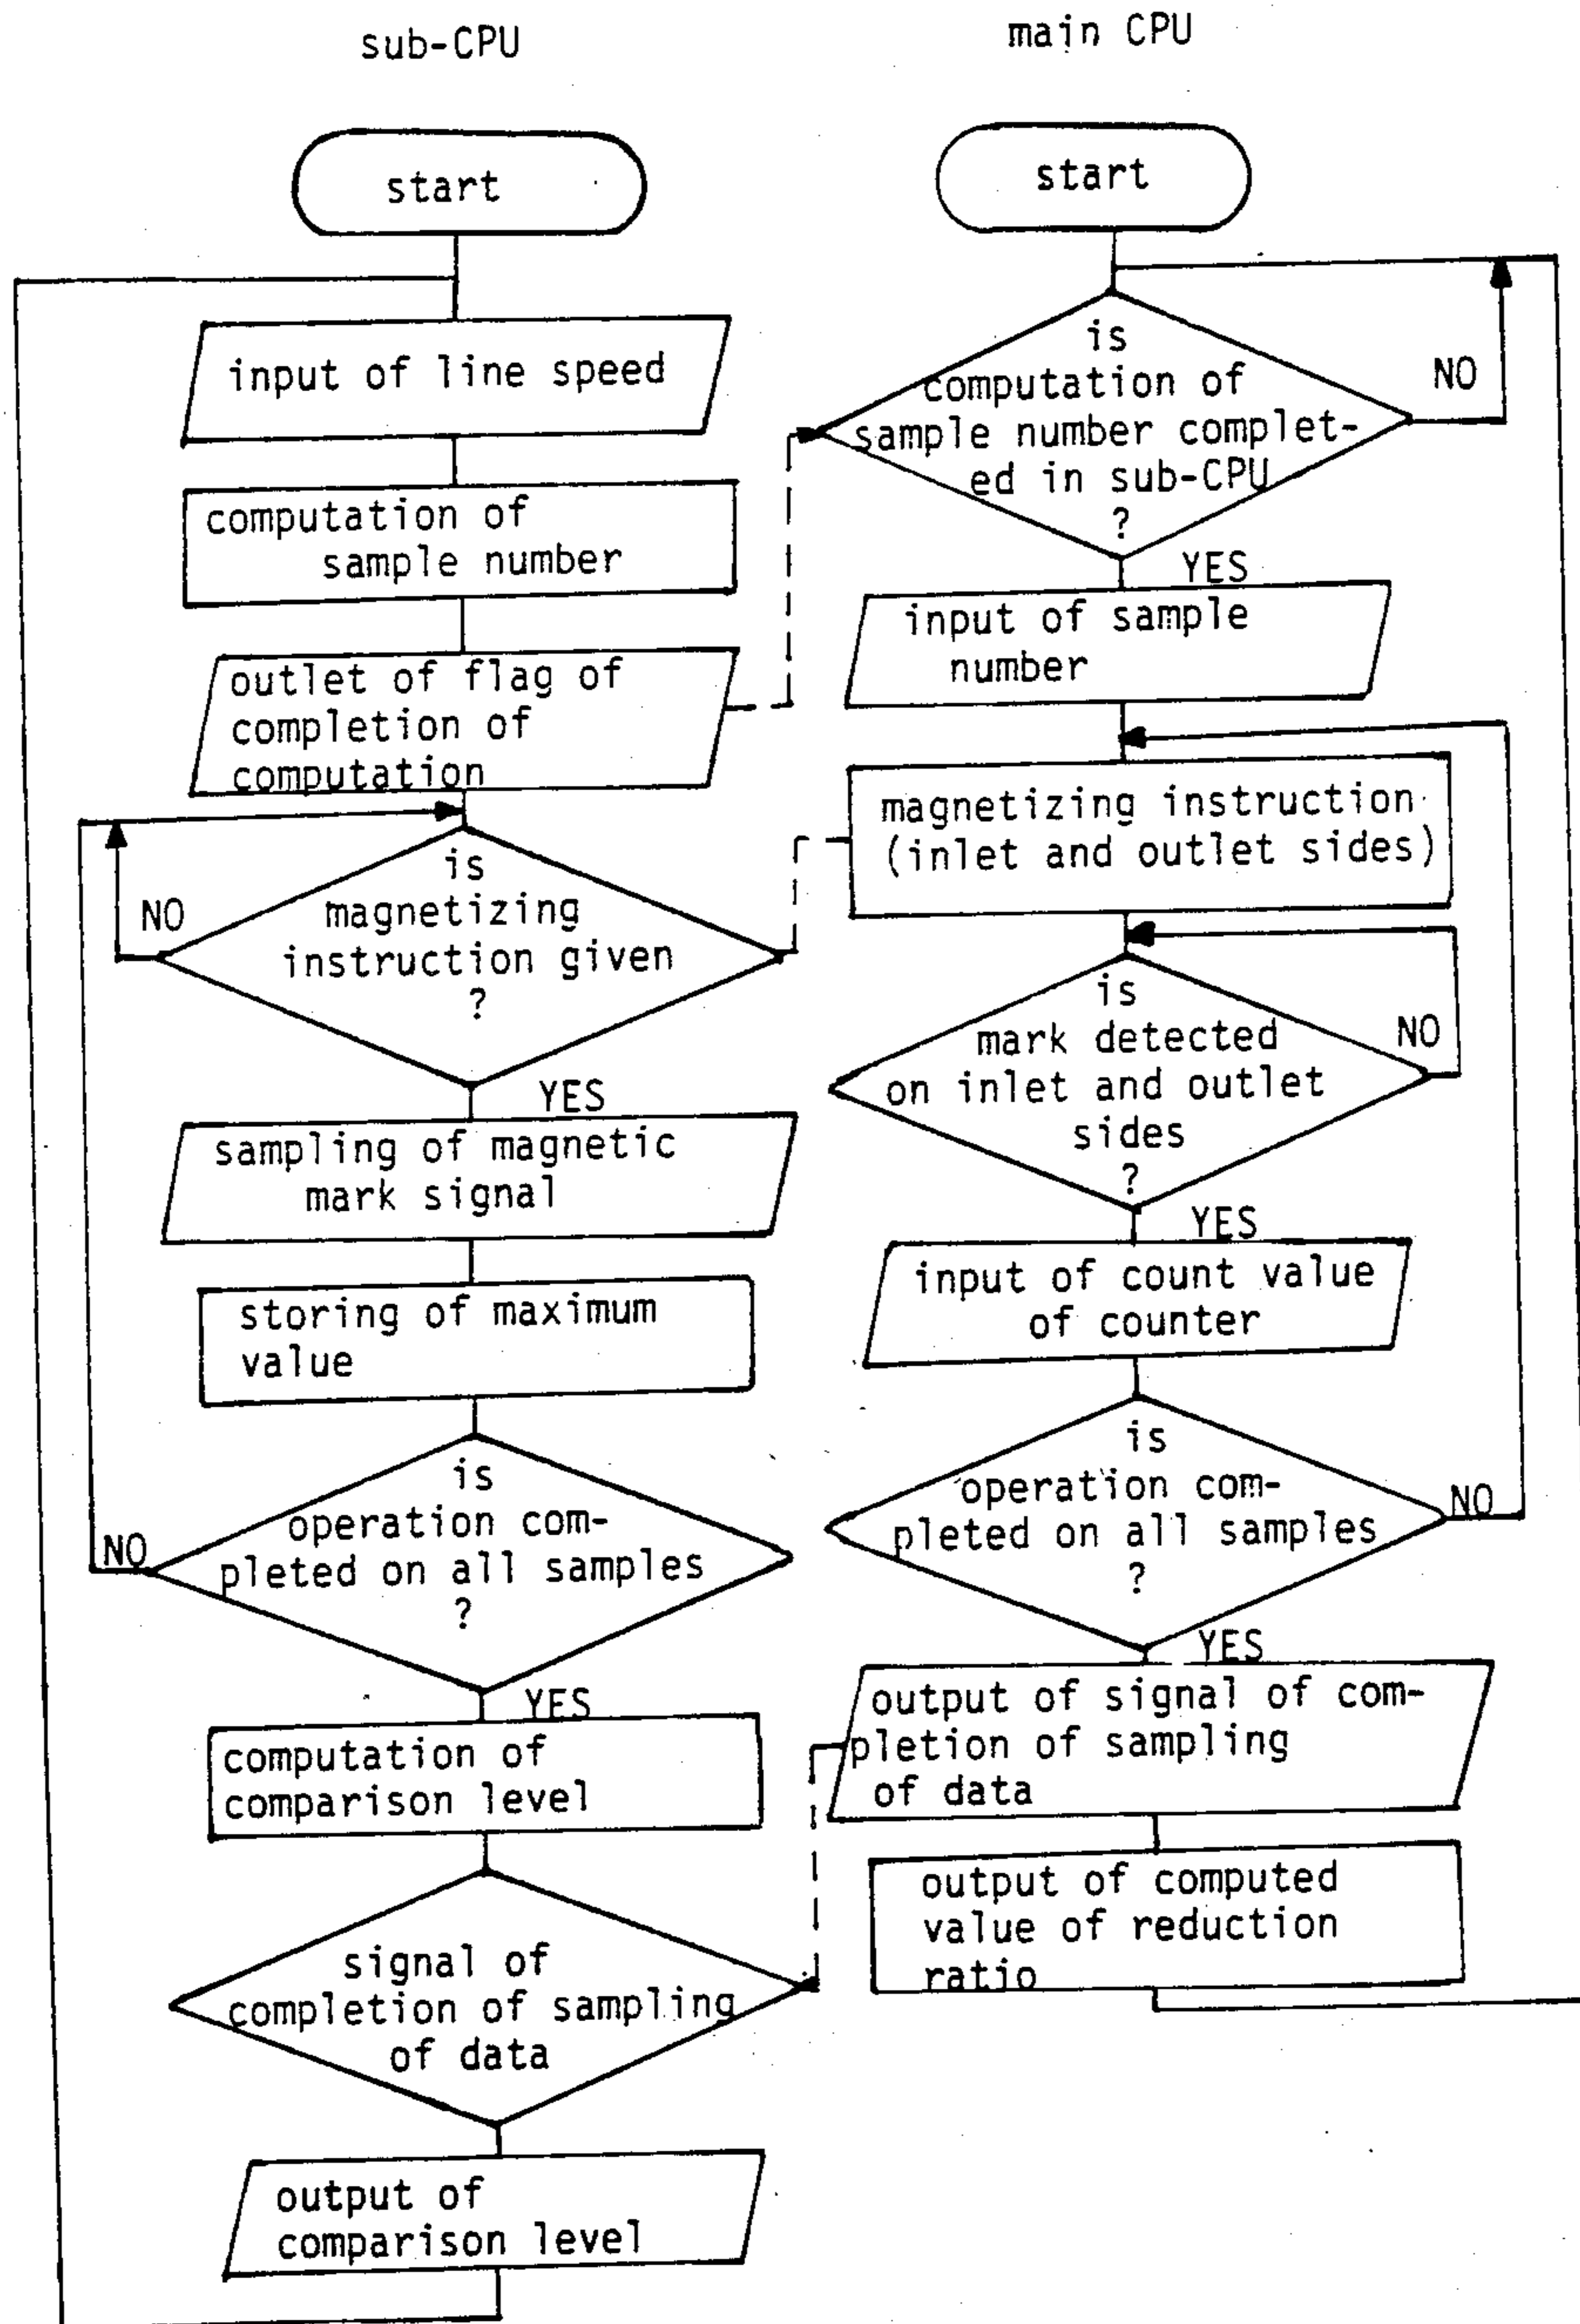 sub-CPU
start
input of line speed
computation of
sample number
outlet of flag of
completion of
computation
NO
is
magnetizing
instruction given
?
YES
sampling of magnetic
mark signal
storing of maximum
value
is
operation com-
pleted on all samples
?
NO
YES
computation of
comparison level
signal of
completion of sampling
of data
output of
comparison level
main CPU
start
is
computation of
sample number complet-
ed in sub-CPU
?
NO
YES
input of sample
number
magnetizing instruction
(inlet and outlet sides)
is
mark detected
on inlet and outlet
sides
?
NO
YES
input of count value
of counter
is
operation com-
pleted on all samples
?
NO
YES
output of signal of com-
pletion of sampling
of data
output of computed
value of reduction
ratio